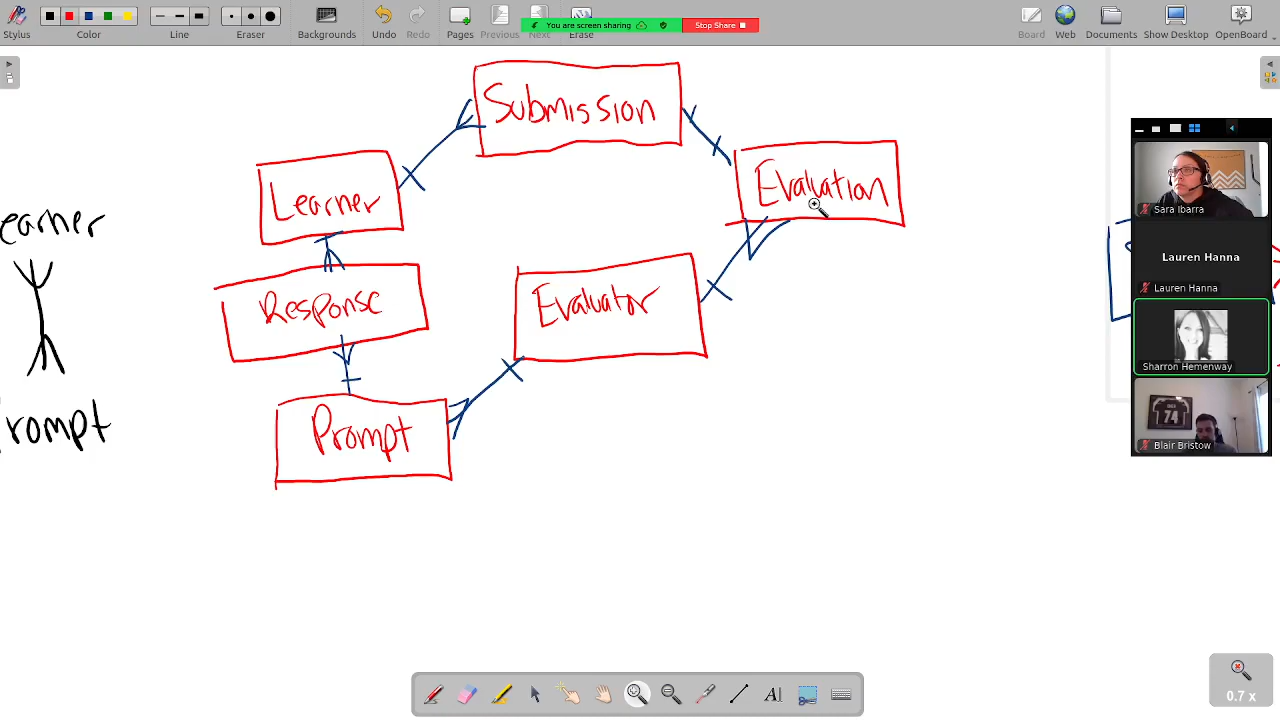 Stylus
Color
Line
Eraser
Backgrounds
Undo
Redo
Pages
Previous
Next
Erase
You are screen sharing
Stop Share
Board
Web
Documents
Show Desktop
OpenBoard
Submission
Evaluation
Learner
earner
Response
Evaluator
Prompt
rompt
Sara Ibarra
Lauren Hanna
Lauren Hanna
Sharron Hemenway
Blair Bristow
0.7 x